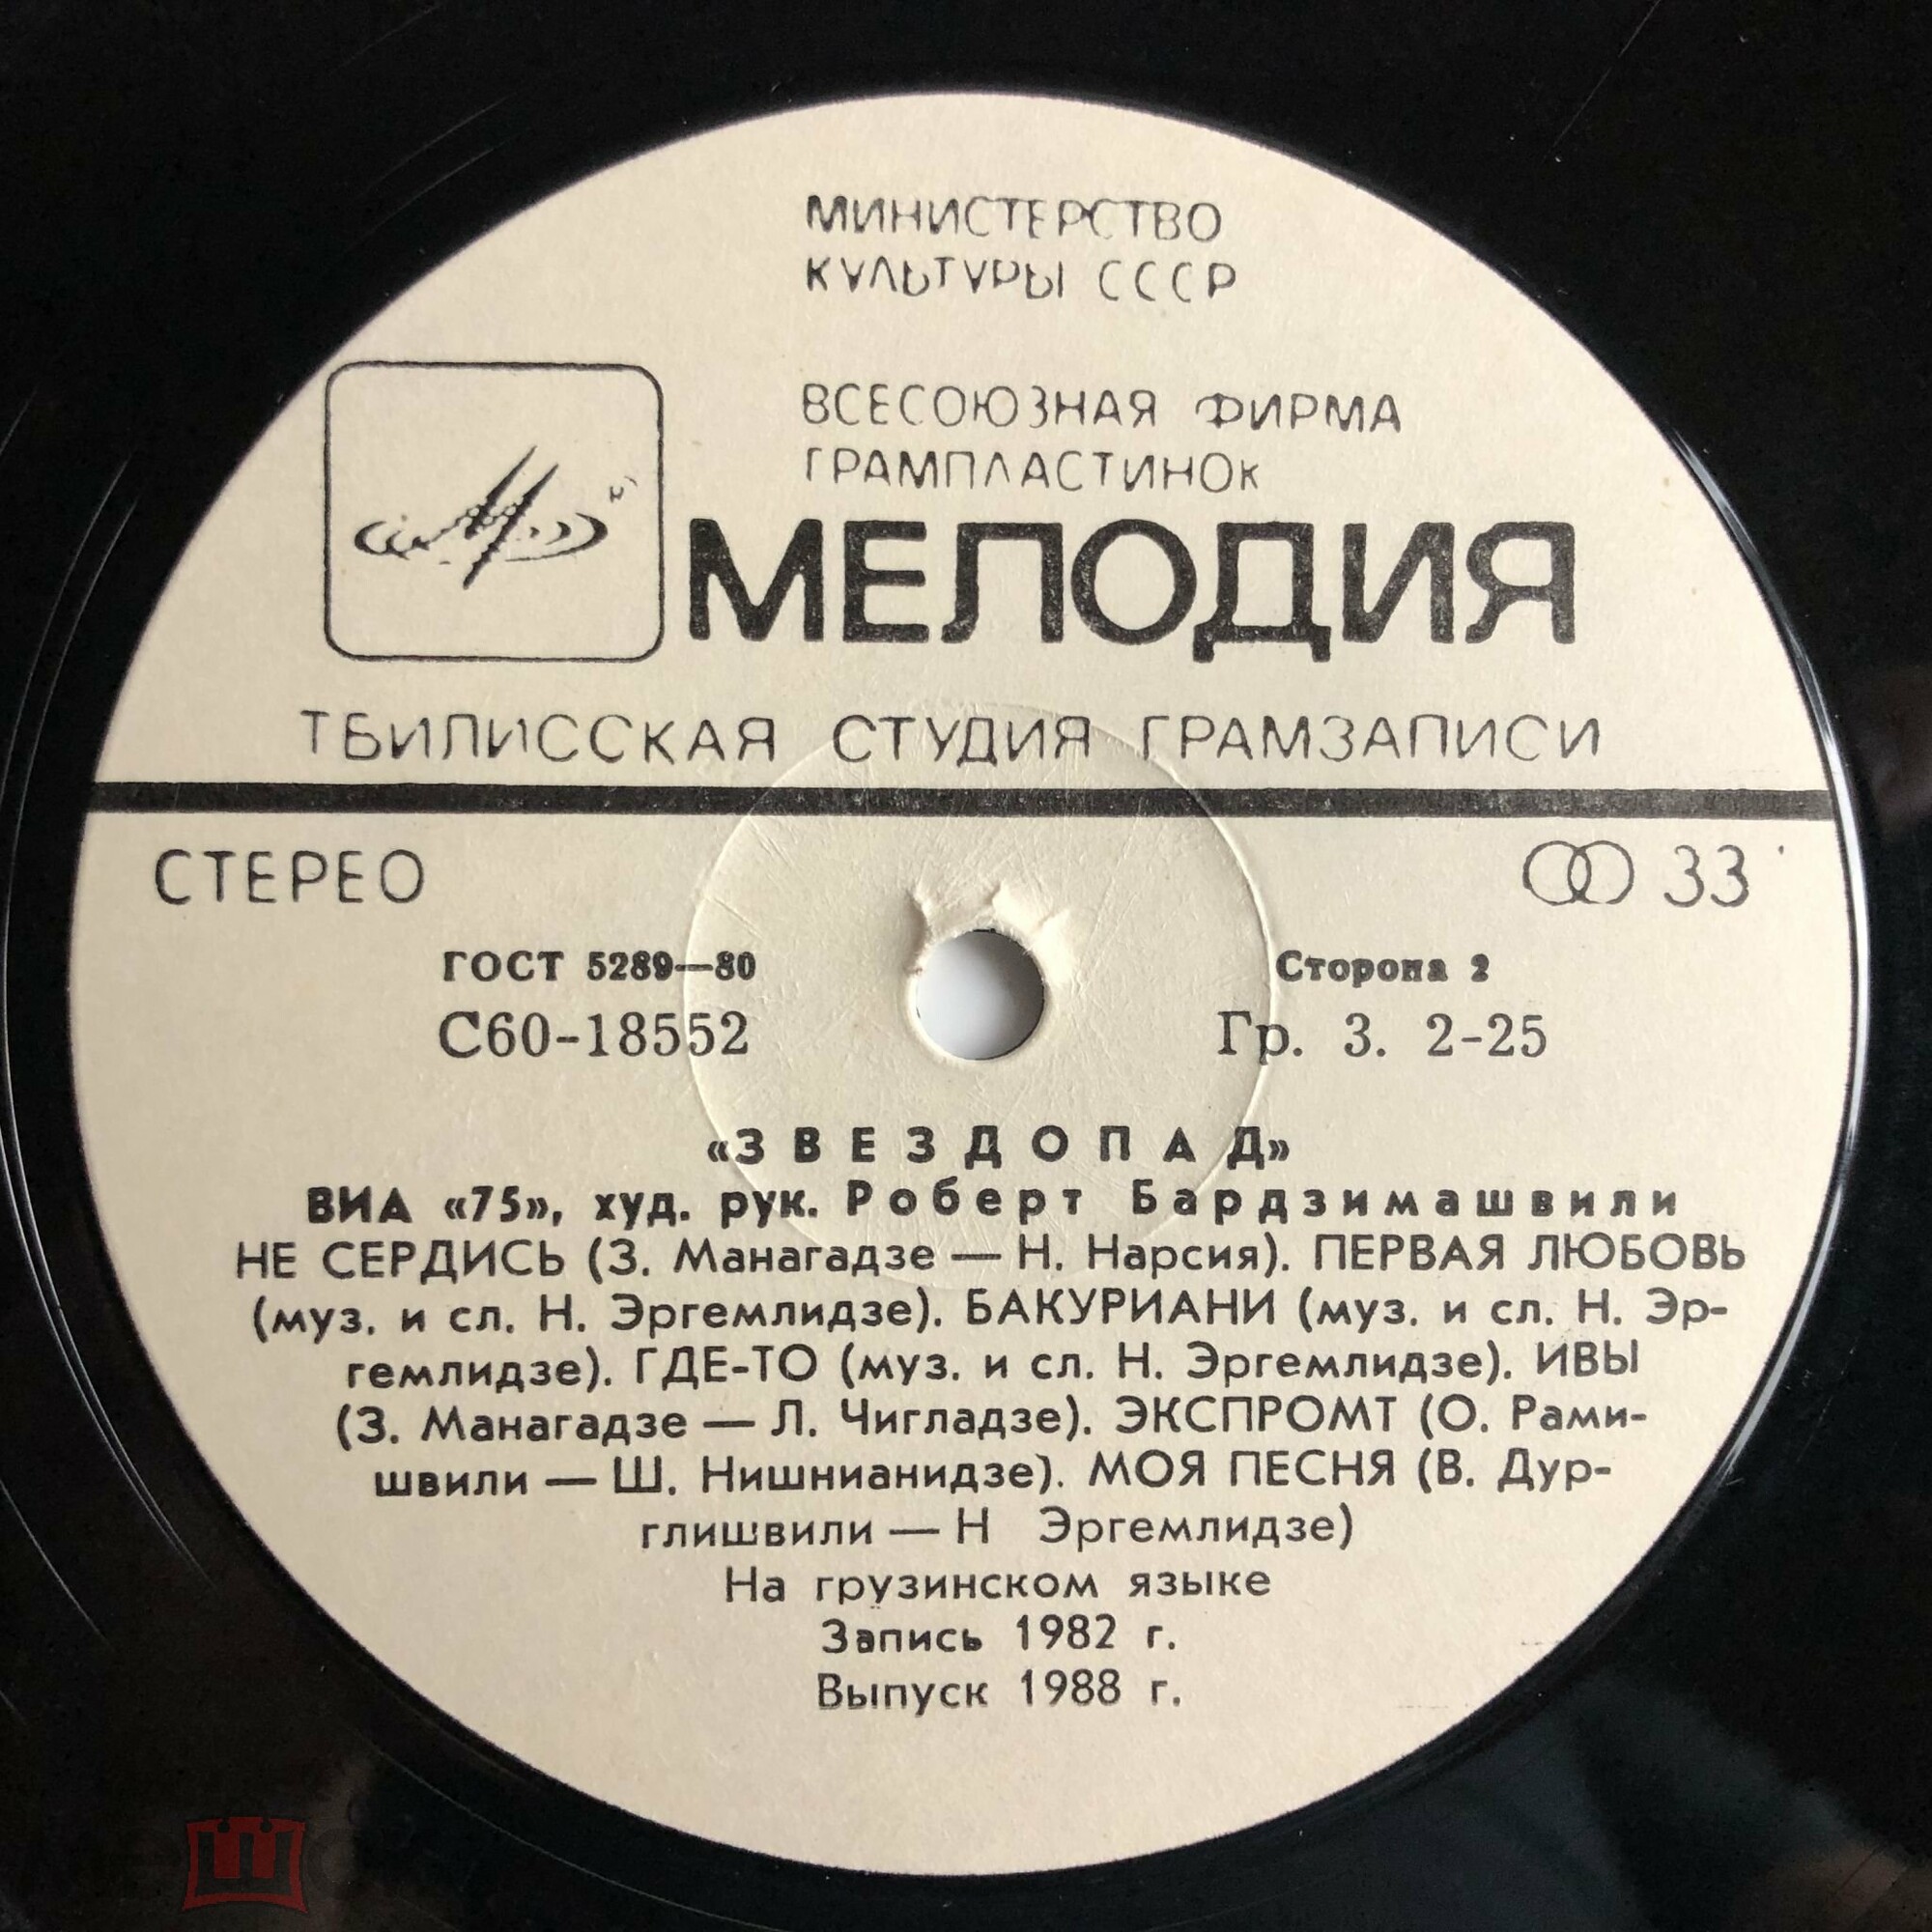 МИНИСТЕРСТВО
КУЛЬТУРЫ СССР
ВСЕСОЮЗНАЯ ФИРМА
ГРАМПЛАСТИНОК
МЕЛОДИЯ
ТБИЛИССКАЯ СТУДИЯ ГРАМЗАПИСИ
СТЕРЕО
33
ГОСТ 5289—80
Сторона 2
С60-18552
Гр. 3. 2-25
«ЗВЕЗДОПАД»
ВИА «75», худ. рук. Роберт Бардзимашвили
НЕ СЕРДИСЬ (З. Манагадзе — Н. Нарсия). ПЕРВАЯ ЛЮБОВЬ
(муз. и сл. Н. Эргемлидзе). БАКУРИАНИ (муз. и сл. Н. Эр-
гемлидзе). ГДЕ-ТО (муз. и сл. Н. Эргемлидзе). ИВЫ
(З. Манагадзе — Л. Чигладзе). ЭКСПРОМТ (О. Рами-
швили — Ш. Нишнианидзе). МОЯ ПЕСНЯ (В. Дур-
глишвили — Н Эргемлидзе)
На грузинском языке
Запись 1982 г.
Выпуск 1988 г.
Ш